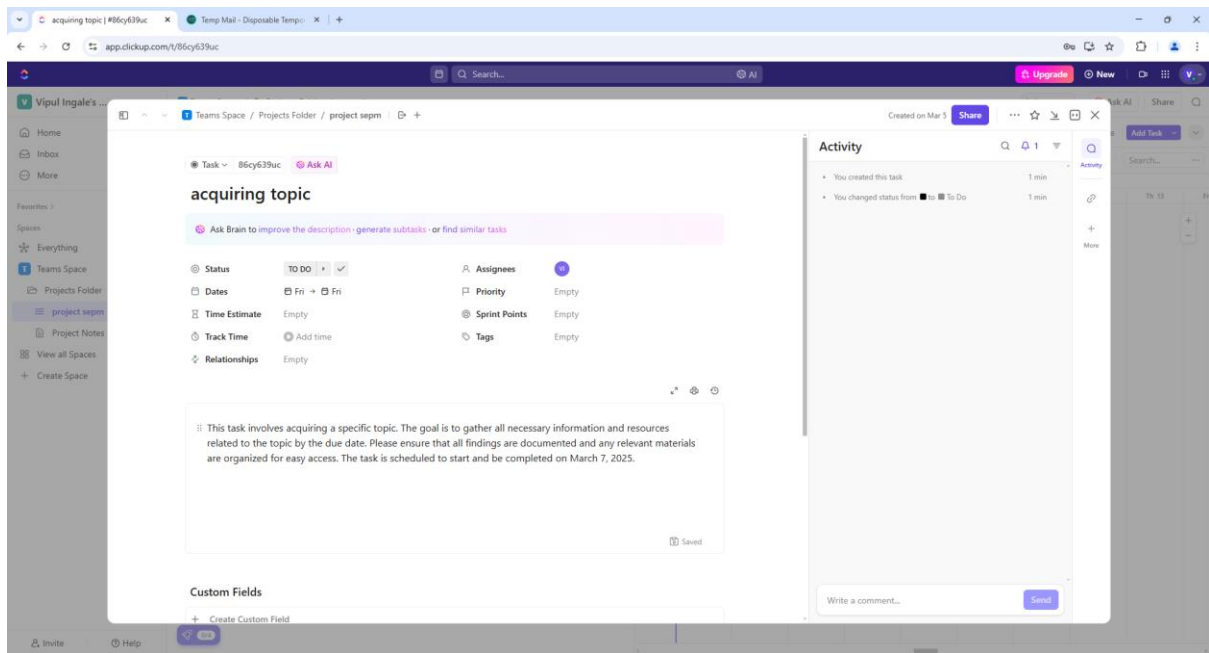 acquiring topic | #86cy639uc
Temp Mail - Disposable Tempor
app.clickup.com/t/86cy639uc
Search...
AI
Upgrade
New
V
Vipul Ingale's ...
Home
Inbox
More
Favorites
Spaces
Everything
Teams Space
Projects Folder
project sepm
Project Notes
View all Spaces
Create Space
Invite
Help
Teams Space / Projects Folder / project sepm
Created on Mar 5
Share
Task
86cy639uc
Ask AI
acquiring topic
Ask Brain to improve the description · generate subtasks · or find similar tasks
Status
TO DO
Assignees
VI
Dates
Fri → Fri
Priority
Empty
Time Estimate
Empty
Sprint Points
Empty
Track Time
Add time
Tags
Empty
Relationships
Empty
This task involves acquiring a specific topic. The goal is to gather all necessary information and resources
related to the topic by the due date. Please ensure that all findings are documented and any relevant materials
are organized for easy access. The task is scheduled to start and be completed on March 7, 2025.
Saved
Custom Fields
Create Custom Field
Activity
1
You created this task
1 min
You changed status from to To Do
1 min
Write a comment...
Send
Activity
More
Ask AI
Share
Add Task
Search...